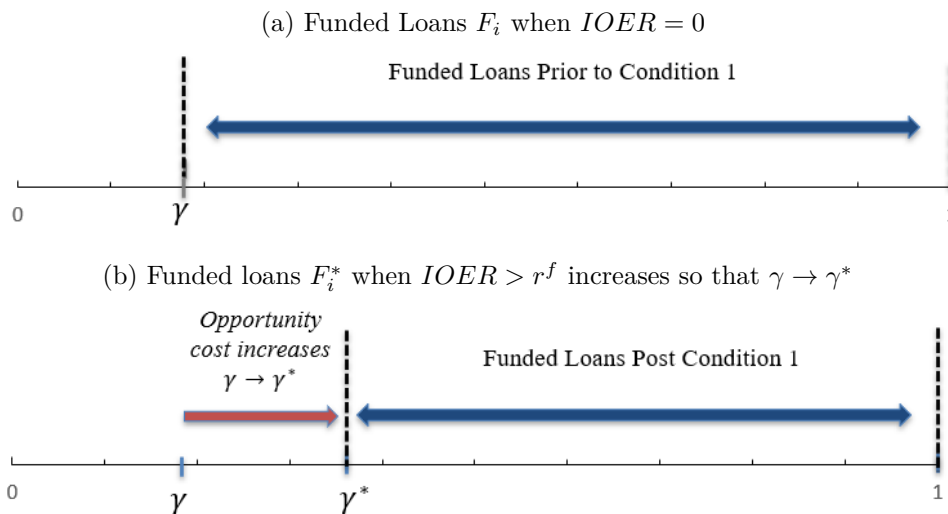 (a) Funded Loans F_i when IOER = 0
Funded Loans Prior to Condition 1
0
γ
(b) Funded loans F_i^* when IOER > r^f increases so that γ → γ^*
Opportunity
cost increases
γ → γ^*
Funded Loans Post Condition 1
0
γ
γ^*
1